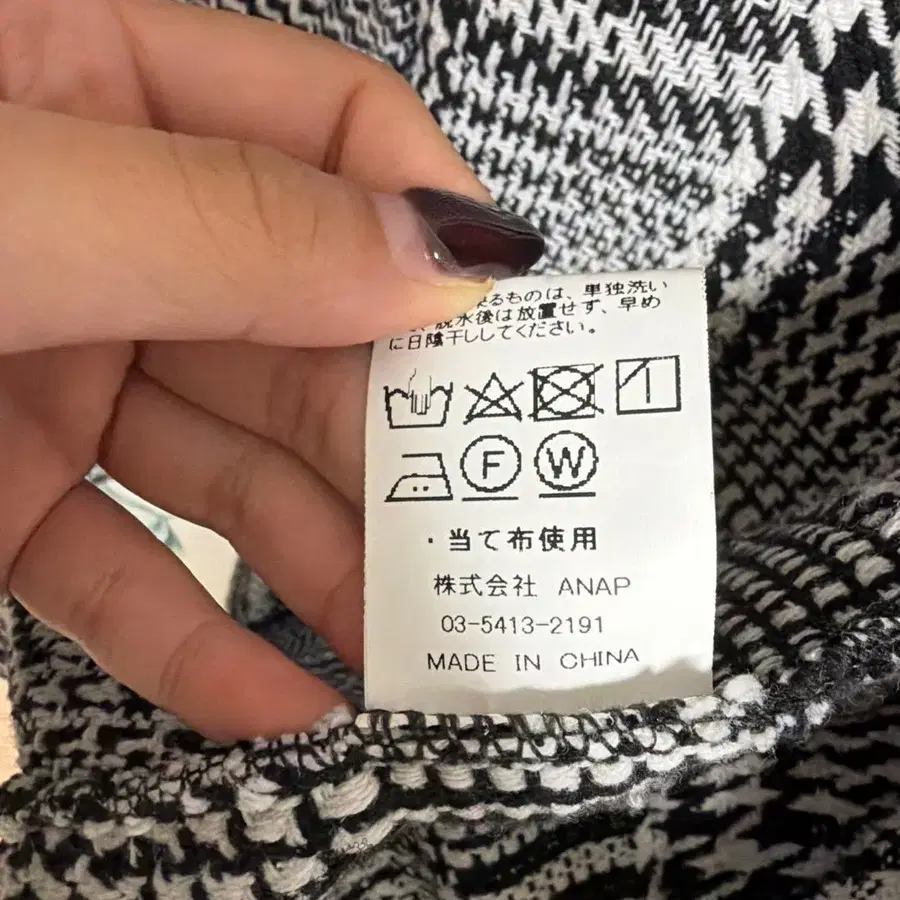 るものは、単独洗い
脱水後は放置せず、早め
に日陰干ししてください。
F W
・当て布使用
株式会社 ANAP
03-5413-2191
MADE IN CHINA